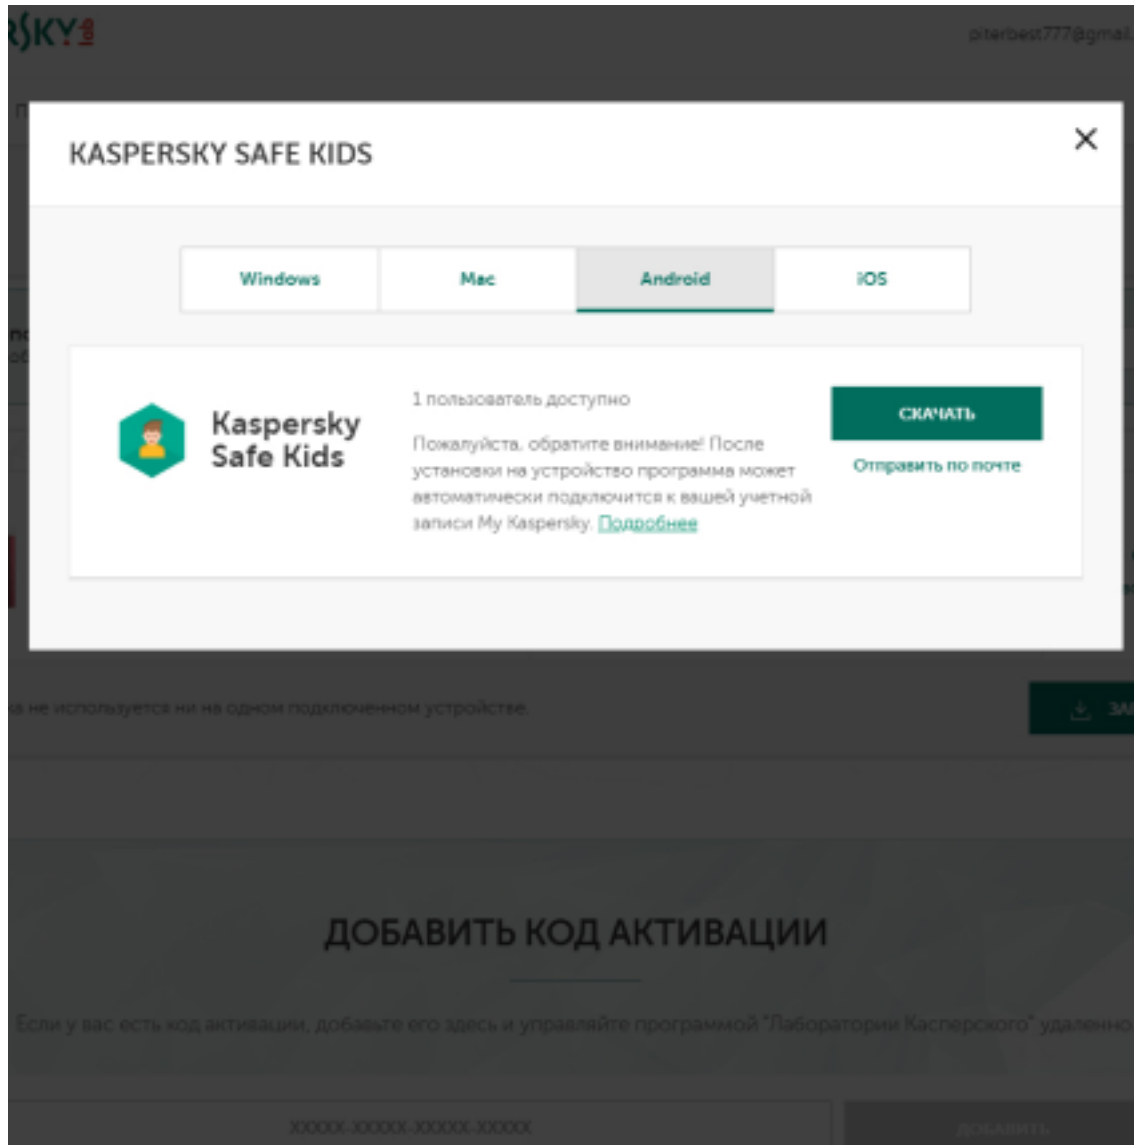 RSKY lab
piterbest777@gmail.
П
KASPERSKY SAFE KIDS
Windows
Mac
Android
iOS
Kaspersky
Safe Kids
1 пользователь доступно
Пожалуйста, обратите внимание! После
установки на устройство программа может
автоматически подключится к вашей учетной
записи My Kaspersky. Подробнее
СКАЧАТЬ
Отправить по почте
не используется ни на одном подключенном устройстве.
ДОБАВИТЬ КОД АКТИВАЦИИ
Если у вас есть код активации, добавьте его здесь и управляйте программой "Лаборатории Касперского" удаленно
XXXXX-XXXXX-XXXXX-XXXXX
ДОБАВИТЬ